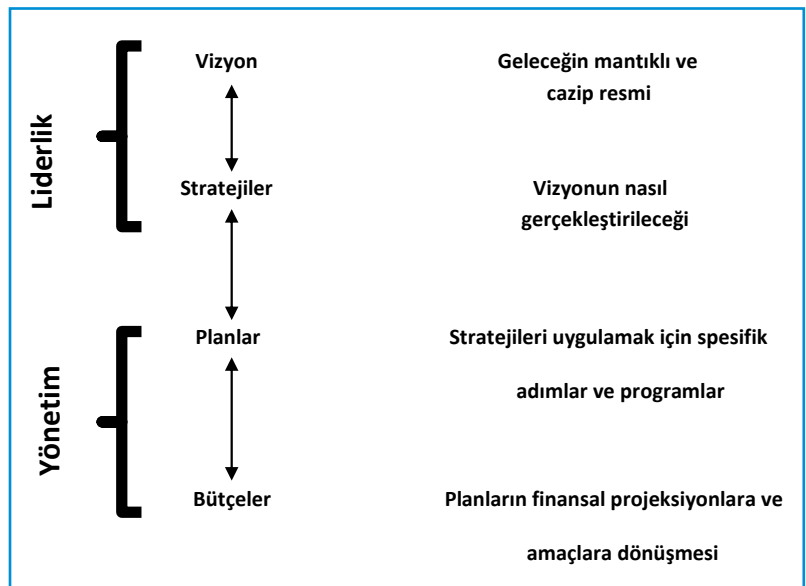 Liderlik
Vizyon
Geleceğin mantıklı ve
cazip resmi
Stratejiler
Vizyonun nasıl
gerçekleştirileceği
Yönetim
Planlar
Stratejileri uygulamak için spesifik
adımlar ve programlar
Bütçeler
Planların finansal projeksiyonlara ve
amaçlara dönüşmesi